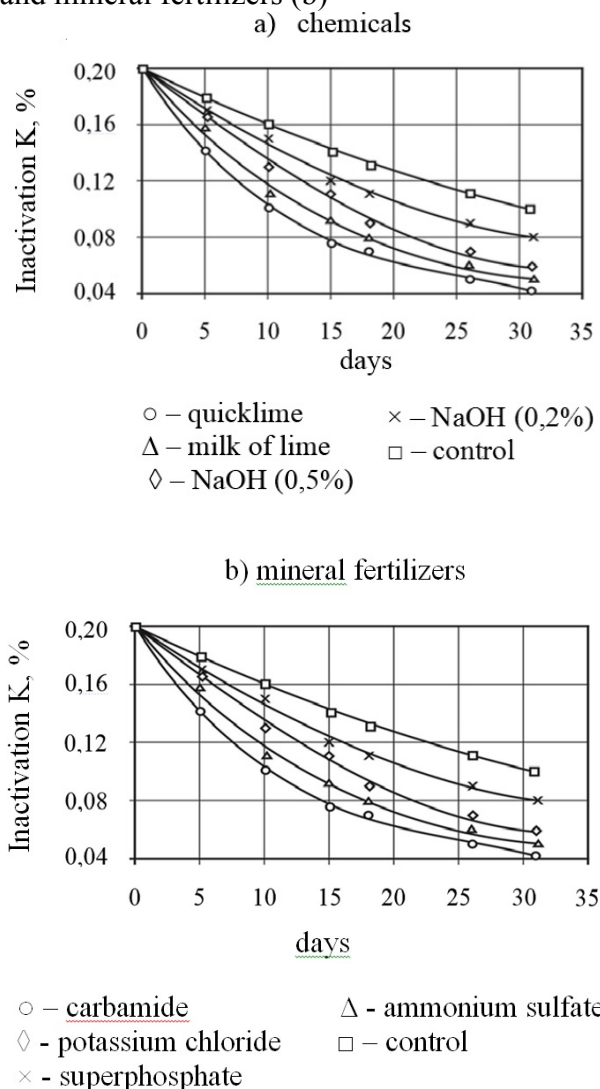 and mineral fertilizers (b)
a) chemicals
Inactivation K, %
0,20
0,16
0,12
0,08
0,04
0 5 10 15 20 25 30 35
days
○ – quicklime × – NaOH (0,2%)
Δ – milk of lime □ – control
◊ – NaOH (0,5%)
b) mineral fertilizers
Inactivation K, %
0,20
0,16
0,12
0,08
0,04
0 5 10 15 20 25 30 35
days
○ – carbamide Δ - ammonium sulfate
◊ - potassium chloride □ – control
× - superphosphate